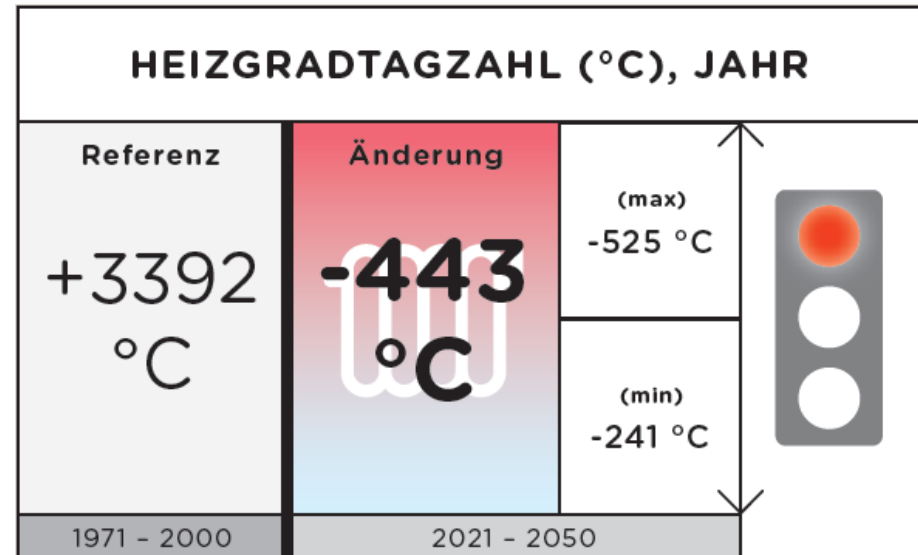 HEIZGRADTAGZAHL (°C), JAHR
Referenz
+3392
°C
Änderung
-443
°C
(max)
-525 °C
(min)
-241 °C
1971 – 2000
2021 – 2050